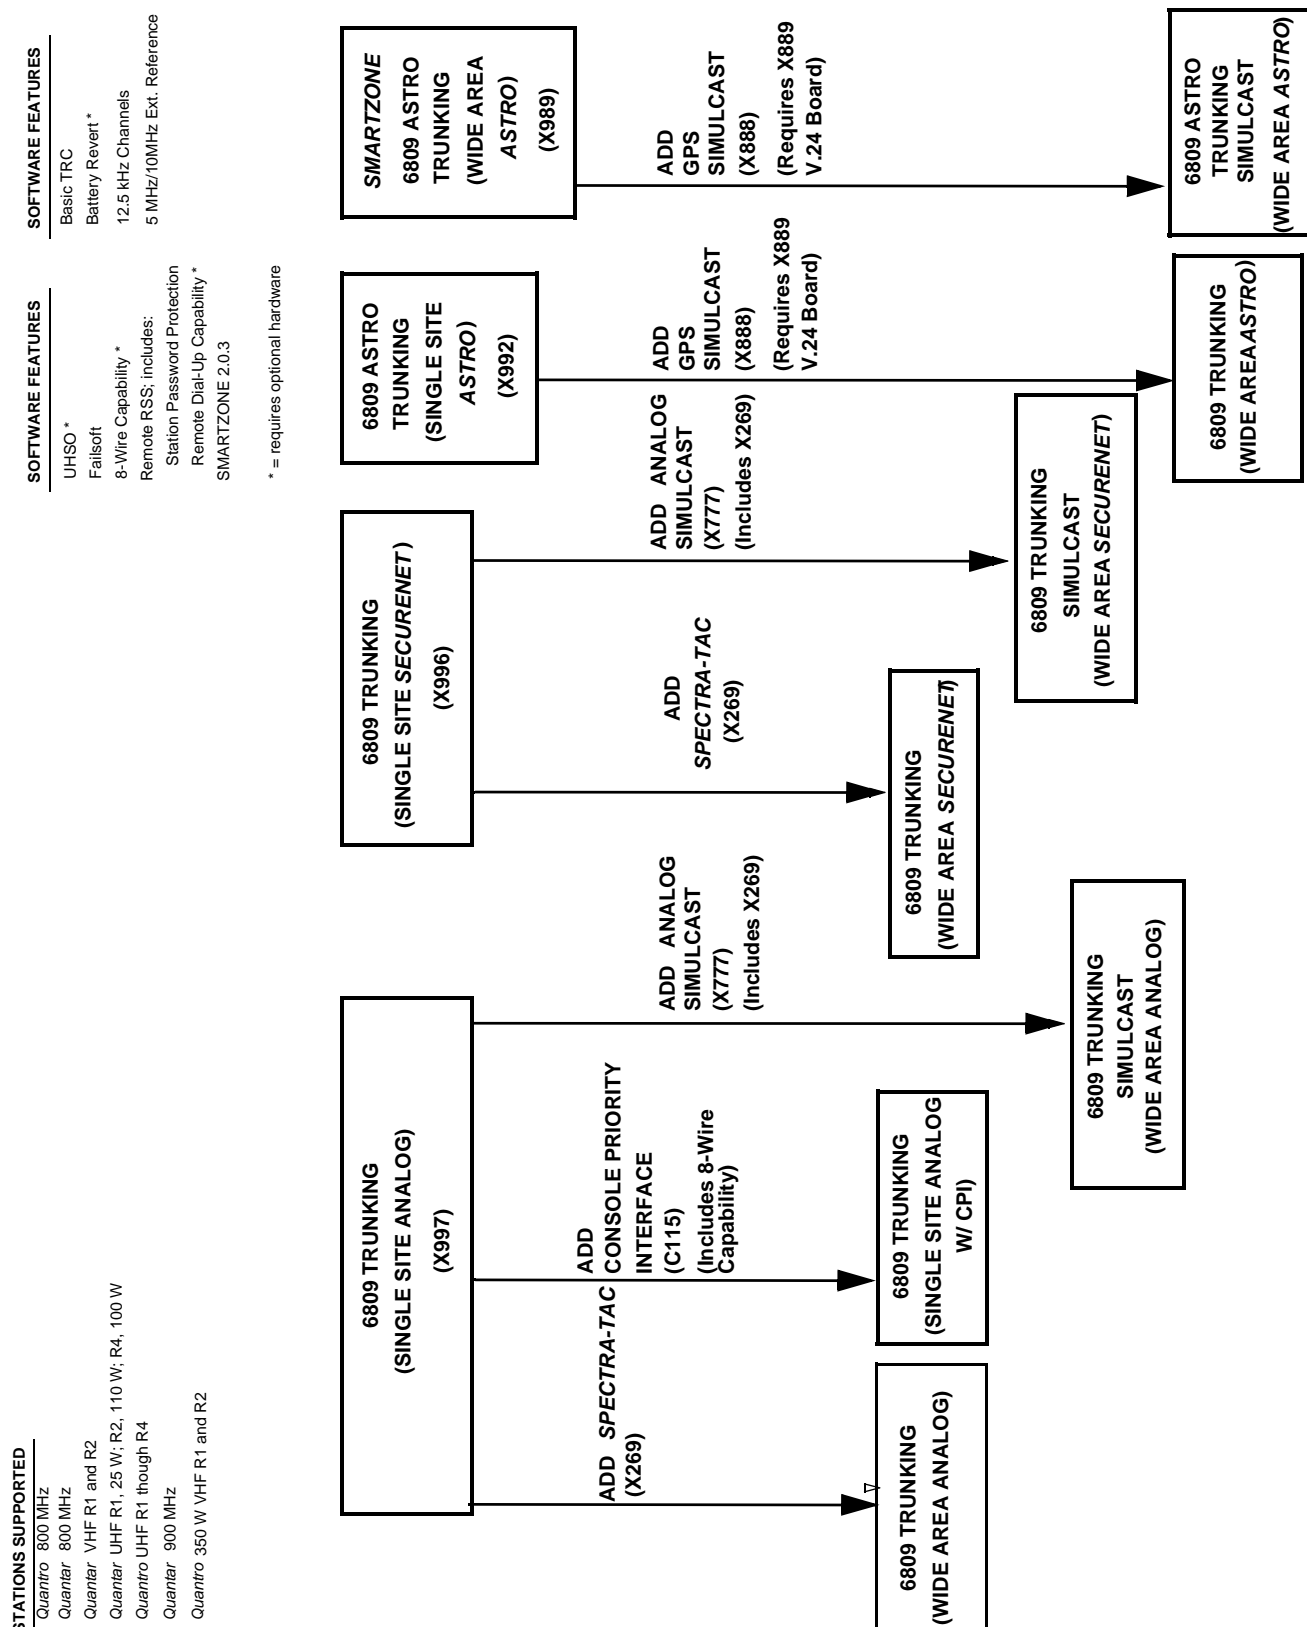 STATIONS SUPPORTED
Quantro 800 MHz
Quantar 800 MHz
Quantar VHF R1 and R2
Quantar UHF R1, 25 W; R2, 110 W; R4, 100 W
Quantro UHF R1 though R4
Quantar 900 MHz
Quantro 350 W VHF R1 and R2
SOFTWARE FEATURES
UHSO *
Failsoft
8-Wire Capability *
Remote RSS; includes:
Station Password Protection
Remote Dial-Up Capability *
SMARTZONE 2.0.3
* = requires optional hardware
SOFTWARE FEATURES
Basic TRC
Battery Revert *
12.5 kHz Channels
5 MHz/10MHz Ext. Reference
6809 TRUNKING
(SINGLE SITE ANALOG)
(X997)
ADD SPECTRA-TAC
(X269)
6809 TRUNKING
(WIDE AREA ANALOG)
ADD
CONSOLE PRIORITY
INTERFACE
(C115)
(Includes 8-Wire
Capability)
6809 TRUNKING
(SINGLE SITE ANALOG
W/ CPI)
ADD ANALOG
SIMULCAST
(X777)
(Includes X269)
6809 TRUNKING
SIMULCAST
(WIDE AREA ANALOG)
6809 TRUNKING
(SINGLE SITE SECURENET )
(X996)
ADD
SPECTRA-TAC
(X269)
6809 TRUNKING
(WIDE AREA SECURENET)
ADD ANALOG
SIMULCAST
(X777)
(Includes X269)
6809 TRUNKING
SIMULCAST
(WIDE AREA SECURENET)
6809 ASTRO
TRUNKING
(SINGLE SITE
ASTRO)
(X992)
ADD
GPS
SIMULCAST
(X888)
(Requires X889
V.24 Board)
6809 TRUNKING
(WIDE AREA ASTRO)
SMARTZONE
6809 ASTRO
TRUNKING
(WIDE AREA
ASTRO)
(X989)
ADD
GPS
SIMULCAST
(X888)
(Requires X889
V.24 Board)
6809 ASTRO
TRUNKING
SIMULCAST
(WIDE AREA ASTRO)